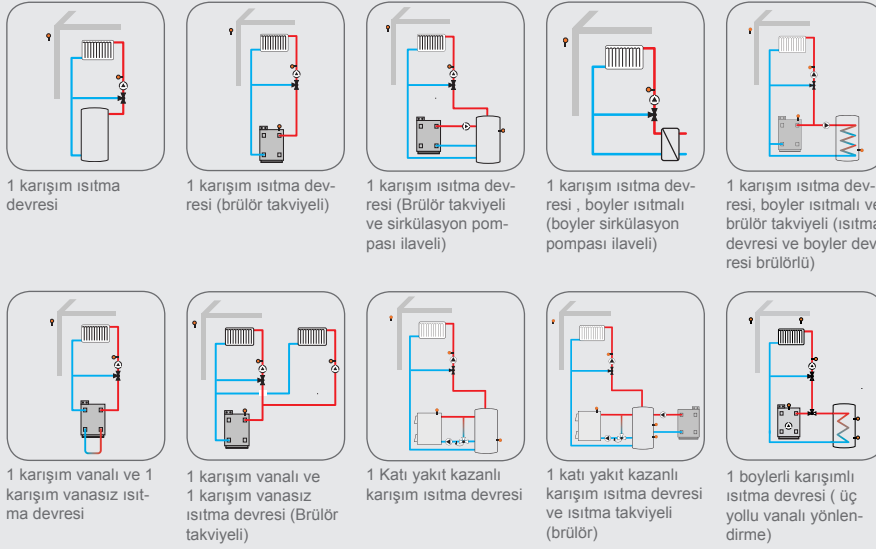 1 karışım ısıtma
devresi
1 karışım ısıtma dev-
resi (brülör takviyeli)
1 karışım ısıtma dev-
resi (Brülör takviyeli
ve sirkülasyon pom-
pası ilaveli)
1 karışım ısıtma dev-
resi , boyler ısıtmalı
(boyler sirkülasyon
pompası ilaveli)
1 karışım ısıtma dev-
resi, boyler ısıtmalı ve
brülör takviyeli (ısıtma
devresi ve boyler dev-
resi brülörlü)
1 karışım vanalı ve 1
karışım vanasız ısıt-
ma devresi
1 karışım vanalı ve
1 karışım vanasız
ısıtma devresi (Brülör
takviyeli)
1 Katı yakıt kazanlı
karışım ısıtma devresi
1 katı yakıt kazanlı
karışım ısıtma devresi
ve ısıtma takviyeli
(brülör)
1 boylerli karışımlı
ısıtma devresi ( üç
yollu vanalı yönlen-
dirme)